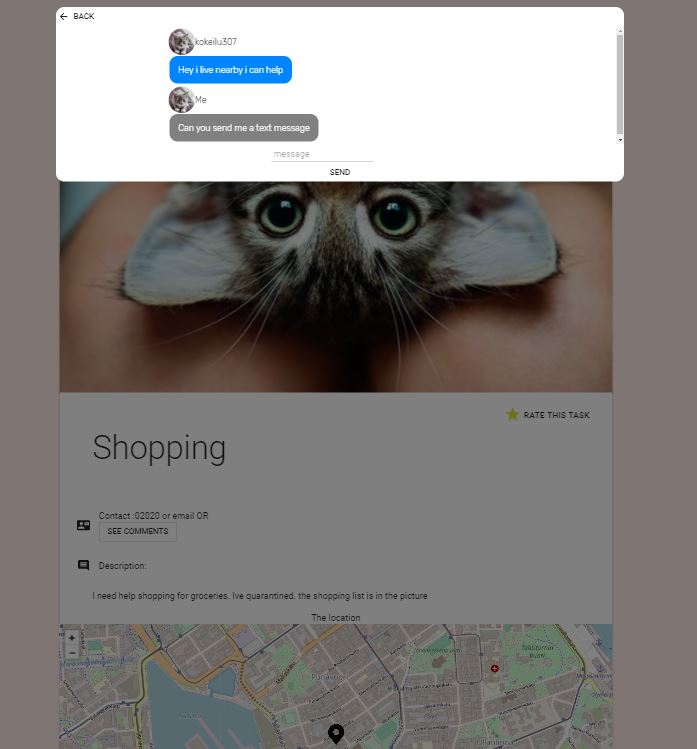 BACK
kokeilu307
Hey i live nearby i can help
Me
Can you send me a text message
message
SEND
RATE THIS TASK
Shopping
Contact :02020 or email OR
SEE COMMENTS
Description:
I need help shopping for groceries. Ive quarantined. the shopping list is in the picture
The location
+
−
Punavuori
Ullanlinna